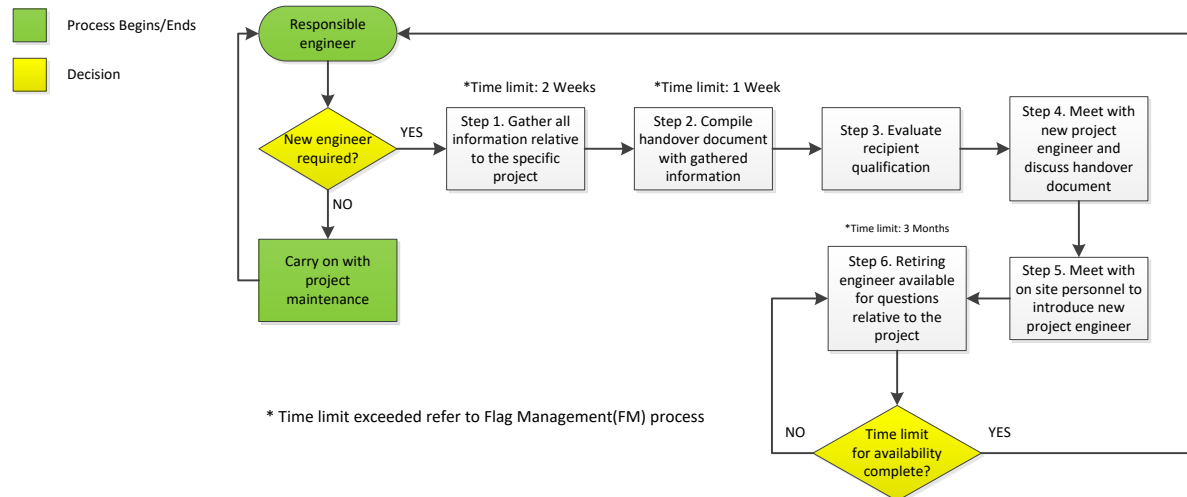 Process Begins/Ends
Decision
Responsible
engineer
New engineer
required?
YES
NO
Carry on with
project
maintenance
*Time limit: 2 Weeks
Step 1. Gather all
information relative
to the specific
project
*Time limit: 1 Week
Step 2. Compile
handover document
with gathered
information
Step 3. Evaluate
recipient
qualification
Step 4. Meet with
new project
engineer and
discuss handover
document
Step 5. Meet with
on site personnel to
introduce new
project engineer
*Time limit: 3 Months
Step 6. Retiring
engineer available
for questions
relative to the
project
Time limit
for availability
complete?
NO
YES
* Time limit exceeded refer to Flag Management(FM) process